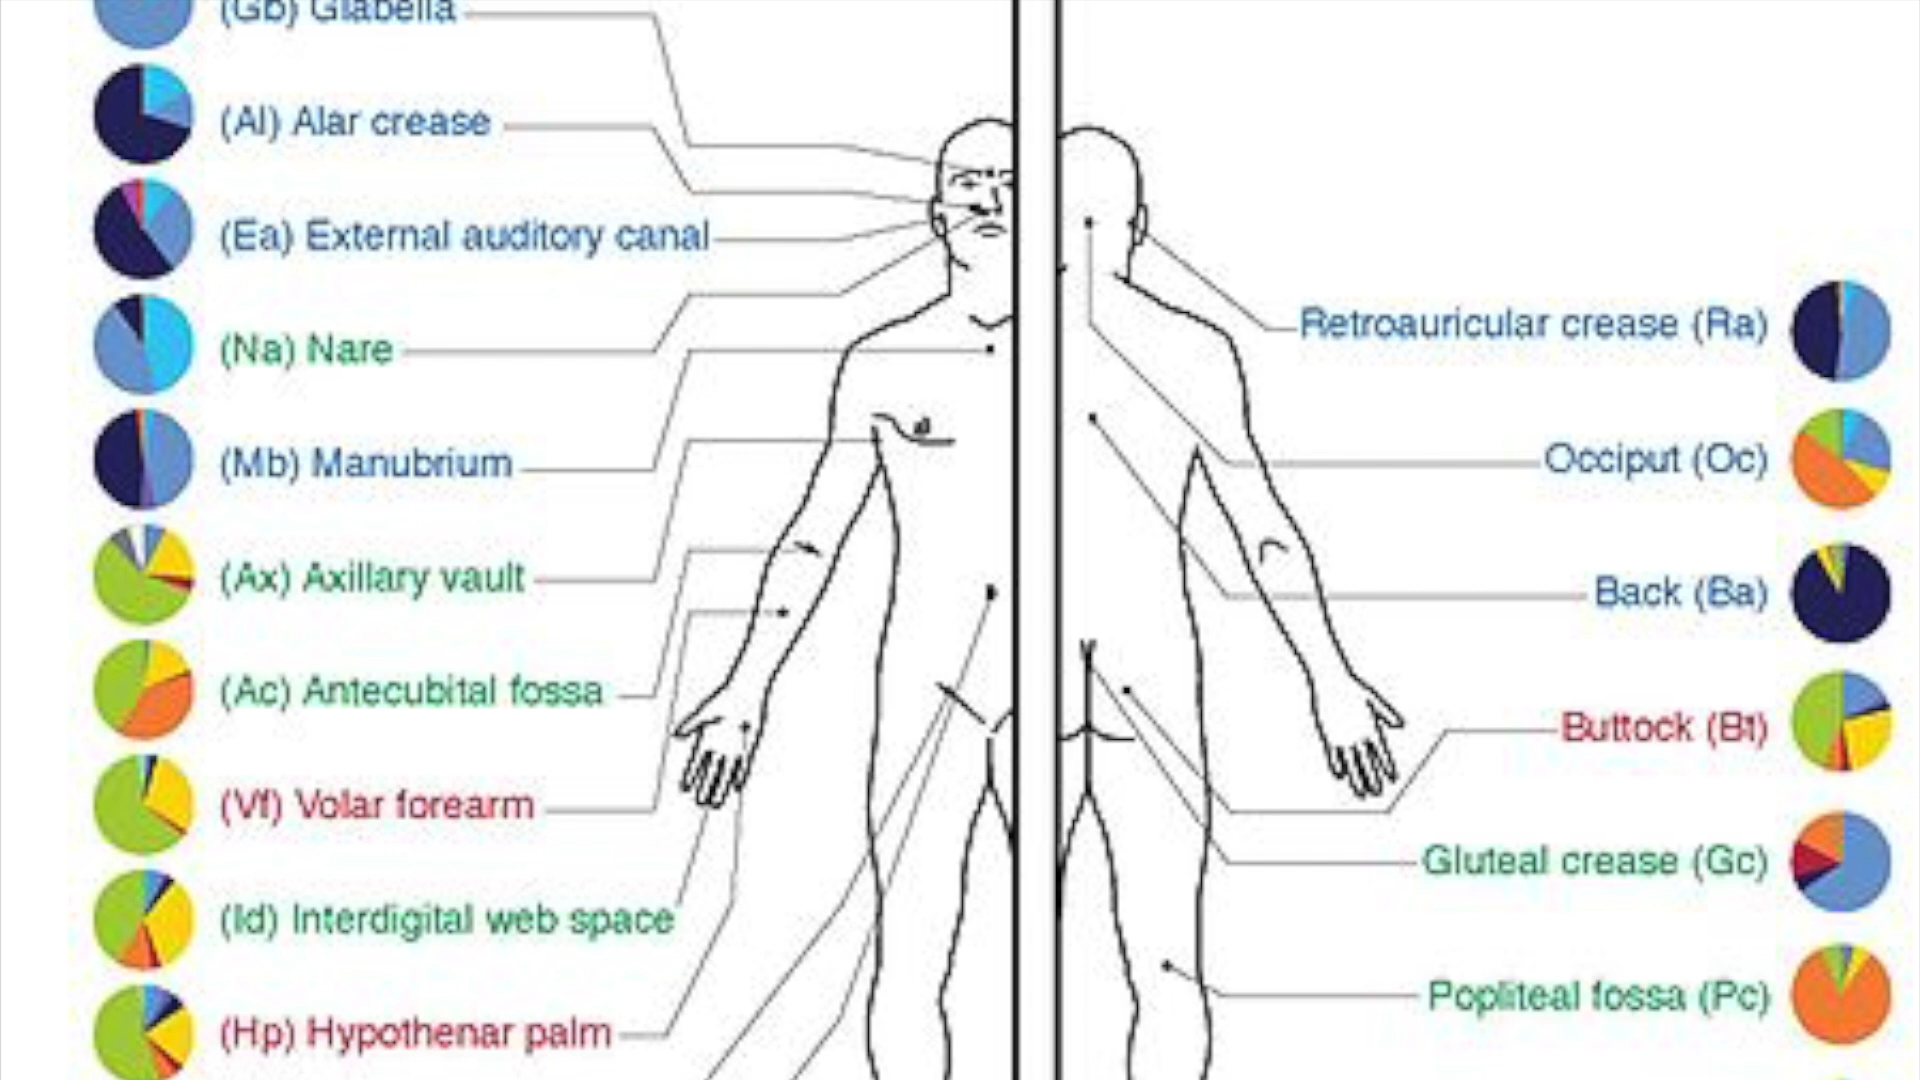 (Gb) Glabella
(Al) Alar crease
(Ea) External auditory canal
(Na) Nare
(Mb) Manubrium
(Ax) Axillary vault
(Ac) Antecubital fossa
(Vf) Volar forearm
(Id) Interdigital web space
(Hp) Hypothenar palm
Retroauricular crease (Ra)
Occiput (Oc)
Back (Ba)
Buttock (Bt)
Gluteal crease (Gc)
Popliteal fossa (Pc)